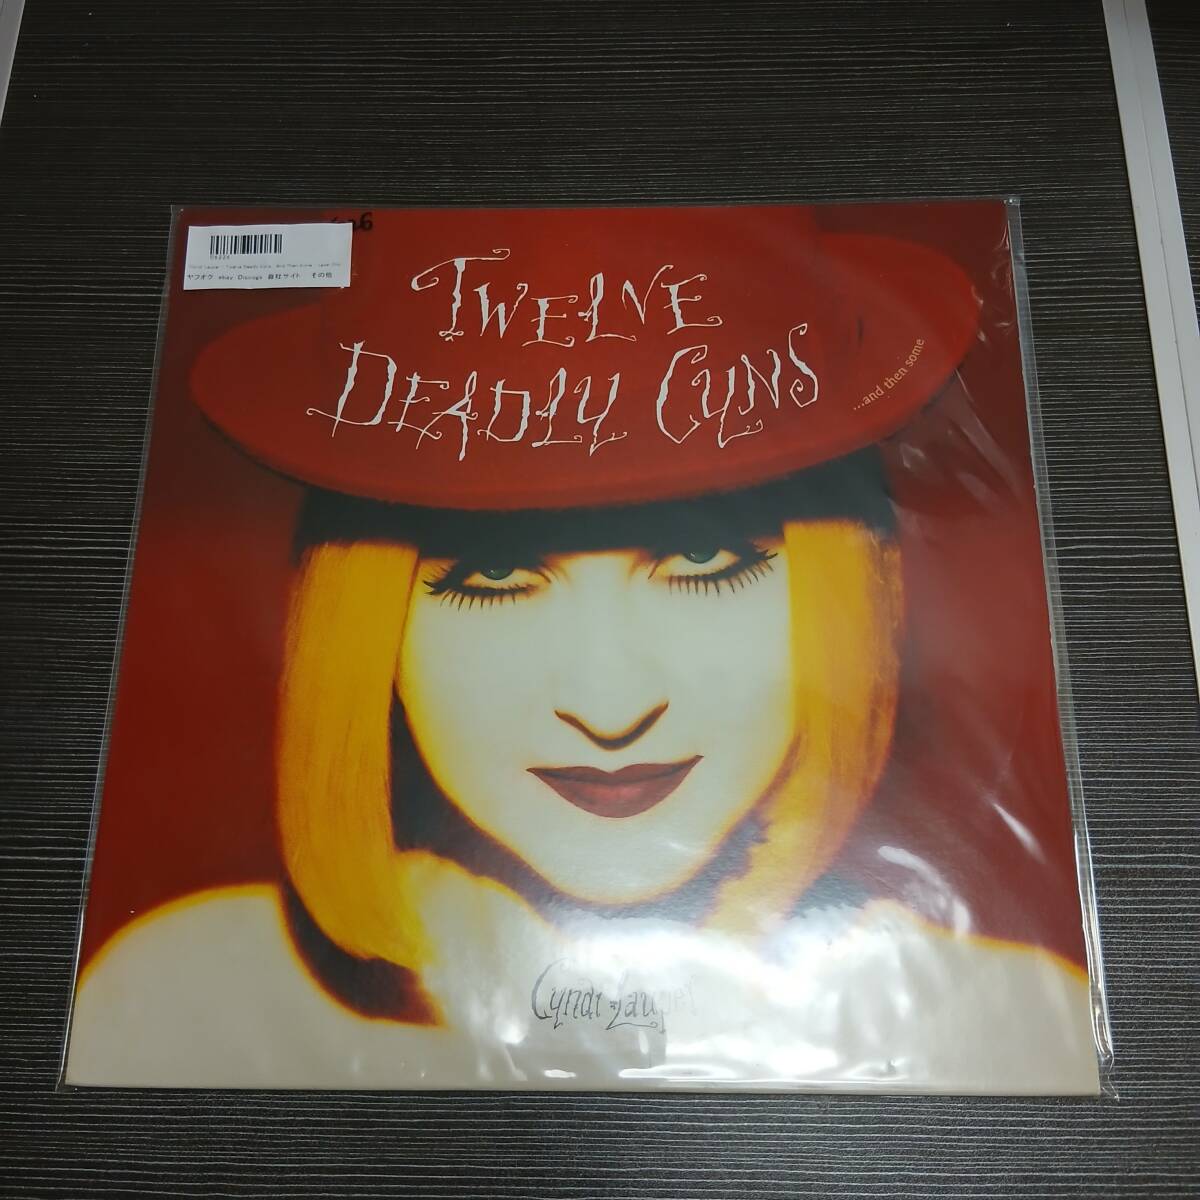 TWELVE
DEADLY CYNS
...and then some
Cyndi Lauper
ヤフオク ebay Discogs 自社サイト その他